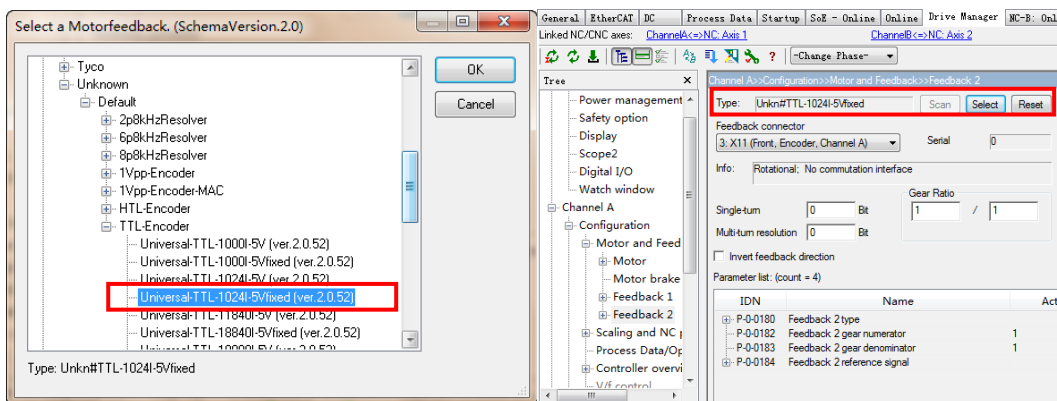 Select a Motorfeedback. (SchemaVersion.2.0)
Tyco
Unknown
Default
2p8kHzResolver
6p8kHzResolver
8p8kHzResolver
1Vpp-Encoder
1Vpp-Encoder-MAC
HTL-Encoder
TTL-Encoder
Universal-TTL-1000I-5V (ver.2.0.52)
Universal-TTL-1000I-5Vfixed (ver.2.0.52)
Universal-TTL-1024I-5V (ver.2.0.52)
Universal-TTL-1024I-5Vfixed (ver.2.0.52)
Universal-TTL-11840I-5V (ver.2.0.52)
Universal-TTL-18840I-5Vfixed (ver.2.0.52)
OK
Cancel
Type: Unkn#TTL-1024I-5Vfixed
General EtherCAT DC Process Data Startup SoE - Online Online Drive Manager NC-B: Onl
Linked NC/CNC axes: ChannelA<=>NC: Axis 1 ChannelB<=>NC: Axis 2
? -Change Phase-
Tree X
Power management
Safety option
Display
Scope2
Digital I/O
Watch window
Channel A
Configuration
Motor and Feed
Motor
Motor brake
Feedback 1
Feedback 2
Scaling and NC p
Process Data/Op
Controller overvi
V/f control
Channel A>>Configuration>>Motor and Feedback>>Feedback 2
Type: Unkn#TTL-1024I-5Vfixed Scan Select Reset
Feedback connector
3: X11 (Front, Encoder, Channel A) Serial 0
Info: Rotational; No commutation interface
Gear Ratio
Single-turn 0 Bit 1 / 1
Multi-turn resolution 0 Bit
Invert feedback direction
Parameter list: (count = 4)
IDN Name Act
P-0-0180 Feedback 2 type
P-0-0182 Feedback 2 gear numerator 1
P-0-0183 Feedback 2 gear denominator 1
P-0-0184 Feedback 2 reference signal